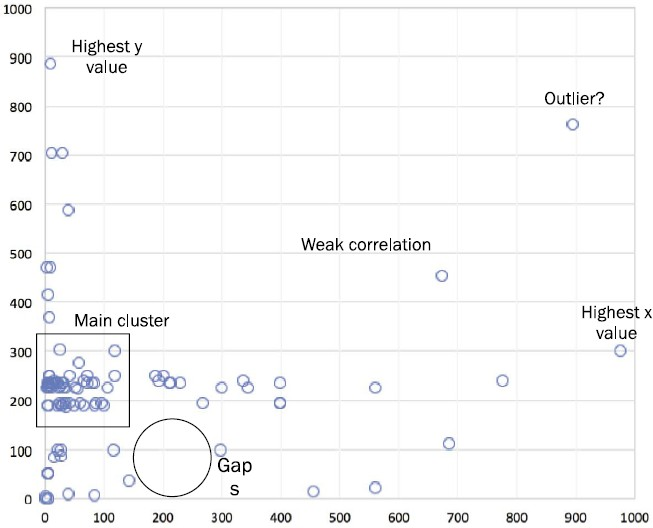 1000
Highest y
value
900
Outlier?
800
700
600
Weak correlation
500
400
Highest x
value
Main cluster
300
200
100
Gap
s
0
0 100 200 300 400 500 600 700 800 900 1000